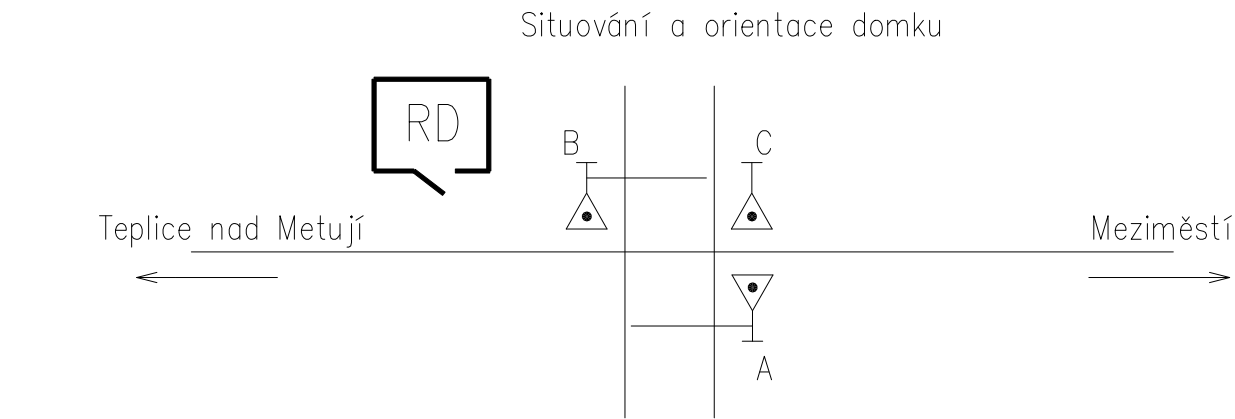 Situování a orientace domku
RD
B
C
Teplice nad Metují
Meziměstí
A